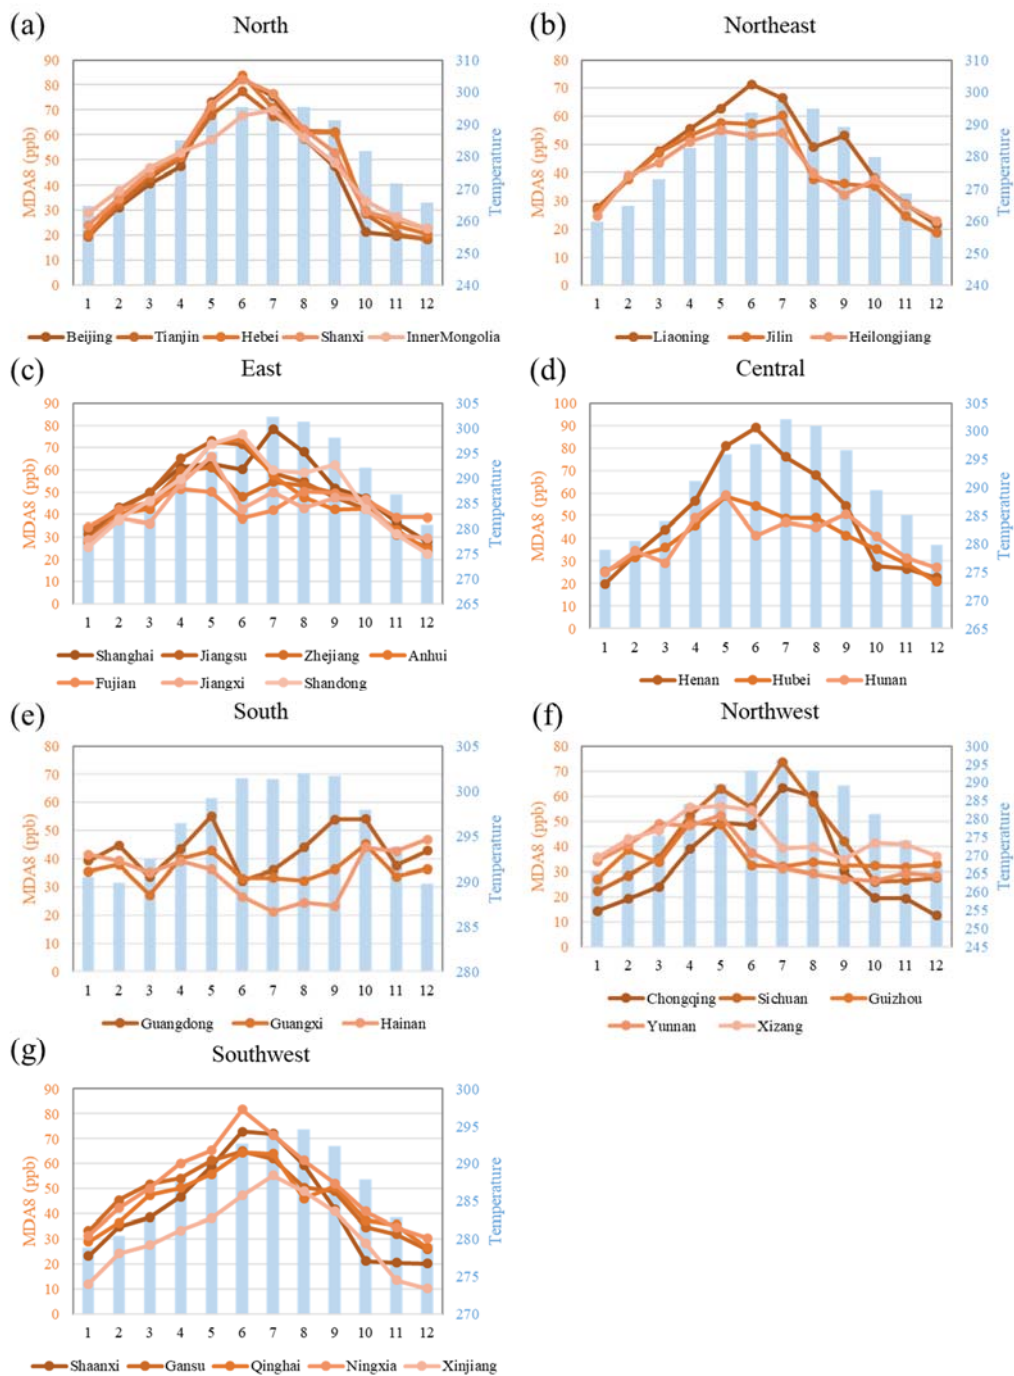 (a)
North
MDA8 (ppb)
90
80
70
60
50
40
30
20
10
0
310
300
290
280
270
260
250
240
Temperature
1 2 3 4 5 6 7 8 9 10 11 12
Beijing Tianjin Hebei Shanxi InnerMongolia
(b)
Northeast
MDA8 (ppb)
80
70
60
50
40
30
20
10
0
310
300
290
280
270
260
250
240
Temperature
1 2 3 4 5 6 7 8 9 10 11 12
Liaoning Jilin Heilongjiang
(c)
East
MDA8 (ppb)
90
80
70
60
50
40
30
20
10
0
305
300
295
290
285
280
275
270
265
Temperature
1 2 3 4 5 6 7 8 9 10 11 12
Shanghai Jiangsu Zhejiang Anhui
Fujian Jiangxi Shandong
(d)
Central
MDA8 (ppb)
100
90
80
70
60
50
40
30
20
10
0
305
300
295
290
285
280
275
270
265
Temperature
1 2 3 4 5 6 7 8 9 10 11 12
Henan Hubei Hunan
(e)
South
MDA8 (ppb)
80
70
60
50
40
30
20
10
0
305
300
295
290
285
280
Temperature
1 2 3 4 5 6 7 8 9 10 11 12
Guangdong Guangxi Hainan
(f)
Northwest
MDA8 (ppb)
80
70
60
50
40
30
20
10
0
300
295
290
285
280
275
270
265
260
255
250
245
Temperature
1 2 3 4 5 6 7 8 9 10 11 12
Chongqing Sichuan Guizhou
Yunnan Xizang
(g)
Southwest
MDA8 (ppb)
90
80
70
60
50
40
30
20
10
0
300
295
290
285
280
275
270
Temperature
1 2 3 4 5 6 7 8 9 10 11 12
Shaanxi Gansu Qinghai Ningxia Xinjiang